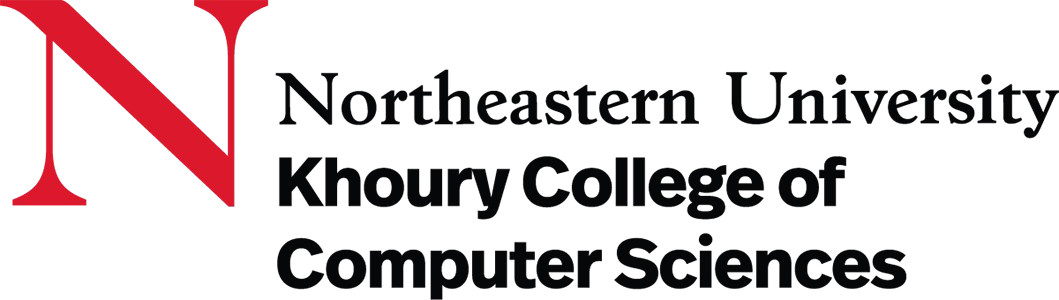 N
Northeastern University
Khoury College of
Computer Sciences